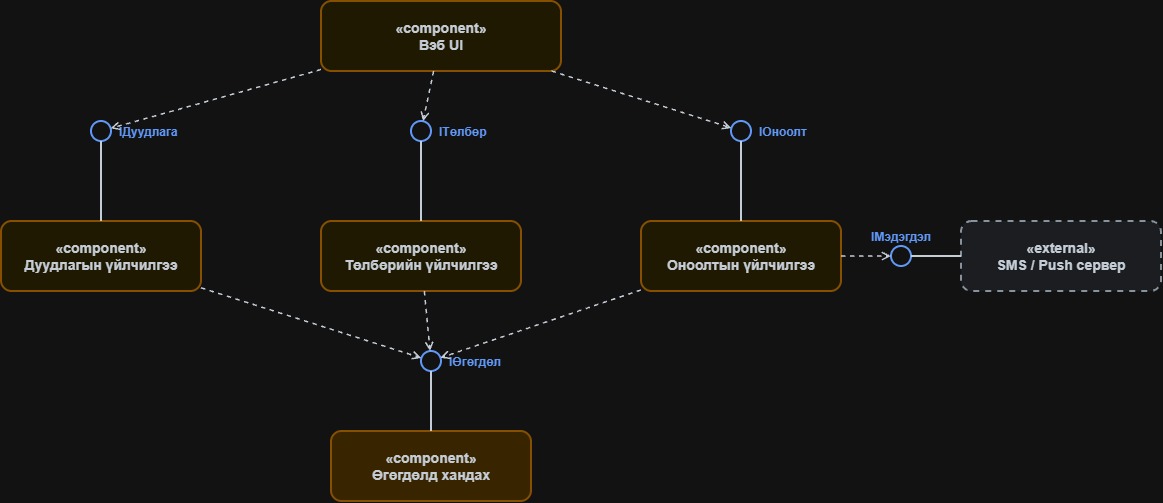 «component»
Вэб UI
IДуудлага
IТөлбөр
IОноолт
«component»
Дуудлагын үйлчилгээ
«component»
Төлбөрийн үйлчилгээ
«component»
Оноолтын үйлчилгээ
IМэдэгдэл
«external»
SMS / Push сервер
IӨгөгдөл
«component»
Өгөгдөлд хандах